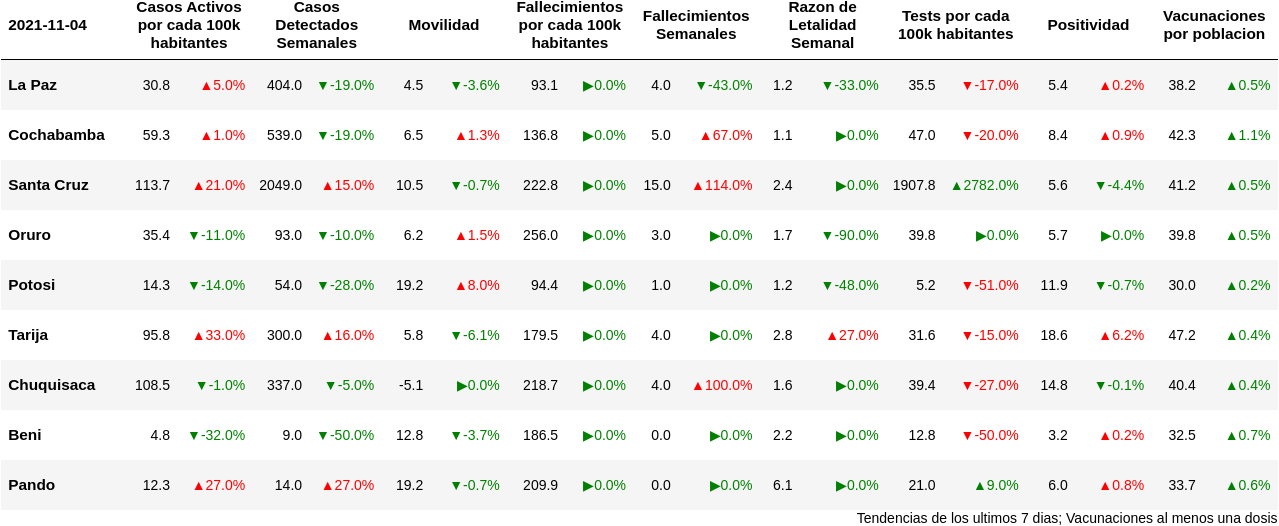 2021-11-04 Casos Activos por cada 100k habitantes Casos Detectados Semanales Movilidad Fallecimientos por cada 100k habitantes Fallecimientos Semanales Razon de Letalidad Semanal Tests por cada 100k habitantes Positividad Vacunaciones por poblacion
La Paz 30.8 ▲5.0% 404.0 ▼-19.0% 4.5 ▼-3.6% 93.1 ▶0.0% 4.0 ▼-43.0% 1.2 ▼-33.0% 35.5 ▼-17.0% 5.4 ▲0.2% 38.2 ▲0.5%
Cochabamba 59.3 ▲1.0% 539.0 ▼-19.0% 6.5 ▲1.3% 136.8 ▶0.0% 5.0 ▲67.0% 1.1 ▶0.0% 47.0 ▼-20.0% 8.4 ▲0.9% 42.3 ▲1.1%
Santa Cruz 113.7 ▲21.0% 2049.0 ▲15.0% 10.5 ▼-0.7% 222.8 ▶0.0% 15.0 ▲114.0% 2.4 ▶0.0% 1907.8 ▲2782.0% 5.6 ▼-4.4% 41.2 ▲0.5%
Oruro 35.4 ▼-11.0% 93.0 ▼-10.0% 6.2 ▲1.5% 256.0 ▶0.0% 3.0 ▶0.0% 1.7 ▼-90.0% 39.8 ▶0.0% 5.7 ▶0.0% 39.8 ▲0.5%
Potosi 14.3 ▼-14.0% 54.0 ▼-28.0% 19.2 ▲8.0% 94.4 ▶0.0% 1.0 ▶0.0% 1.2 ▼-48.0% 5.2 ▼-51.0% 11.9 ▼-0.7% 30.0 ▲0.2%
Tarija 95.8 ▲33.0% 300.0 ▲16.0% 5.8 ▼-6.1% 179.5 ▶0.0% 4.0 ▶0.0% 2.8 ▲27.0% 31.6 ▼-15.0% 18.6 ▲6.2% 47.2 ▲0.4%
Chuquisaca 108.5 ▼-1.0% 337.0 ▼-5.0% -5.1 ▶0.0% 218.7 ▶0.0% 4.0 ▲100.0% 1.6 ▶0.0% 39.4 ▼-27.0% 14.8 ▼-0.1% 40.4 ▲0.4%
Beni 4.8 ▼-32.0% 9.0 ▼-50.0% 12.8 ▼-3.7% 186.5 ▶0.0% 0.0 ▶0.0% 2.2 ▶0.0% 12.8 ▼-50.0% 3.2 ▲0.2% 32.5 ▲0.7%
Pando 12.3 ▲27.0% 14.0 ▲27.0% 19.2 ▼-0.7% 209.9 ▶0.0% 0.0 ▶0.0% 6.1 ▶0.0% 21.0 ▲9.0% 6.0 ▲0.8% 33.7 ▲0.6%
Tendencias de los ultimos 7 dias; Vacunaciones al menos una dosis